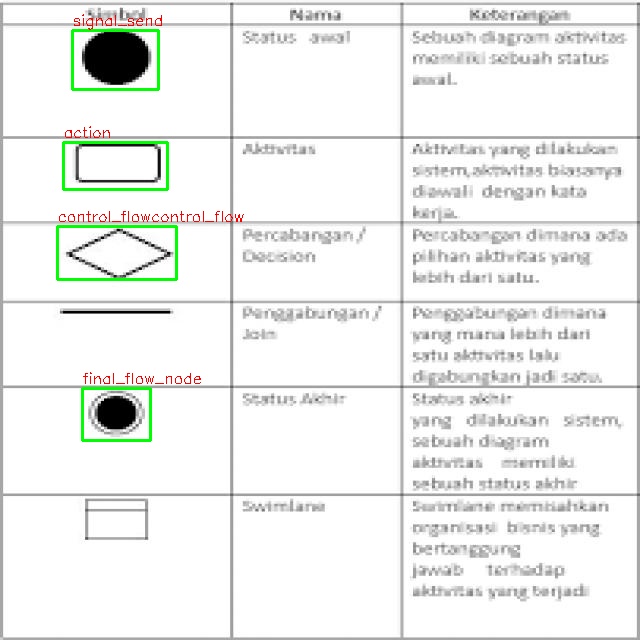 Simbol Nama Keterangan
signal_send
Status awal
Sebuah diagram aktivitas
memiliki sebuah status
awal.
action
Aktivitas
Aktivitas yang dilakukan
sistem,aktivitas biasanya
diawali dengan kata
kerja.
control_flowcontrol_flow
Percabangan /
Decision
Percabangan dimana ada
pilihan aktivitas yang
lebih dari satu.
Penggabungan /
Join
Penggabungan dimana
yang mana lebih dari
satu aktivitas lalu
digabungkan jadi satu.
final_flow_node
Status Akhir
Status akhir
yang dilakukan sistem,
sebuah diagram
aktivitas memiliki
sebuah status akhir
Swimlane
Swimlane memisahkan
organisasi bisnis yang
bertanggung
jawab terhadap
aktivitas yang terjadi